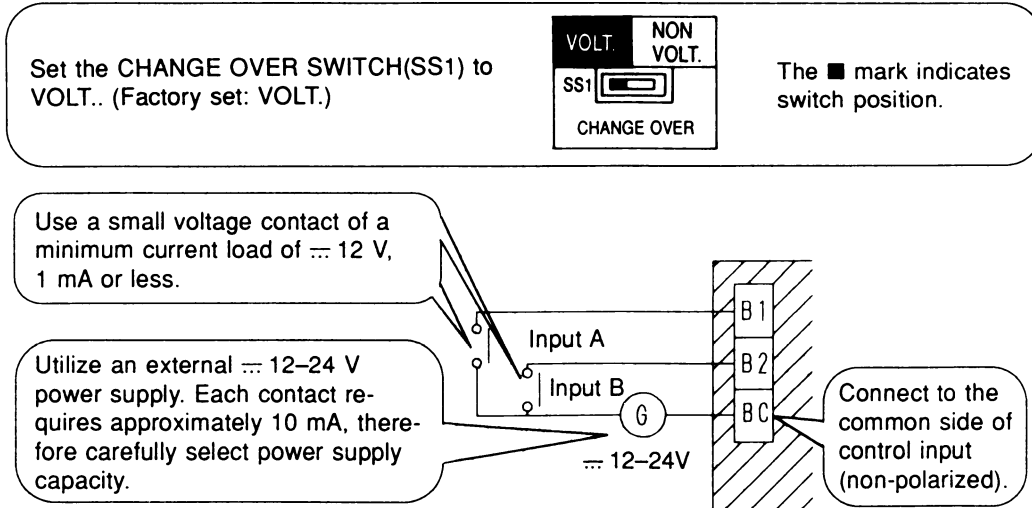 Set the CHANGE OVER SWITCH(SS1) to
VOLT.. (Factory set: VOLT.)
VOLT.
NON
VOLT.
SS1
CHANGE OVER
The ■ mark indicates
switch position.
Use a small voltage contact of a
minimum current load of ⎓ 12 V,
1 mA or less.
Utilize an external ⎓ 12–24 V
power supply. Each contact re-
quires approximately 10 mA, there-
fore carefully select power supply
capacity.
Input A
Input B
G
⎓ 12–24V
B1
B2
BC
Connect to the
common side of
control input
(non-polarized).